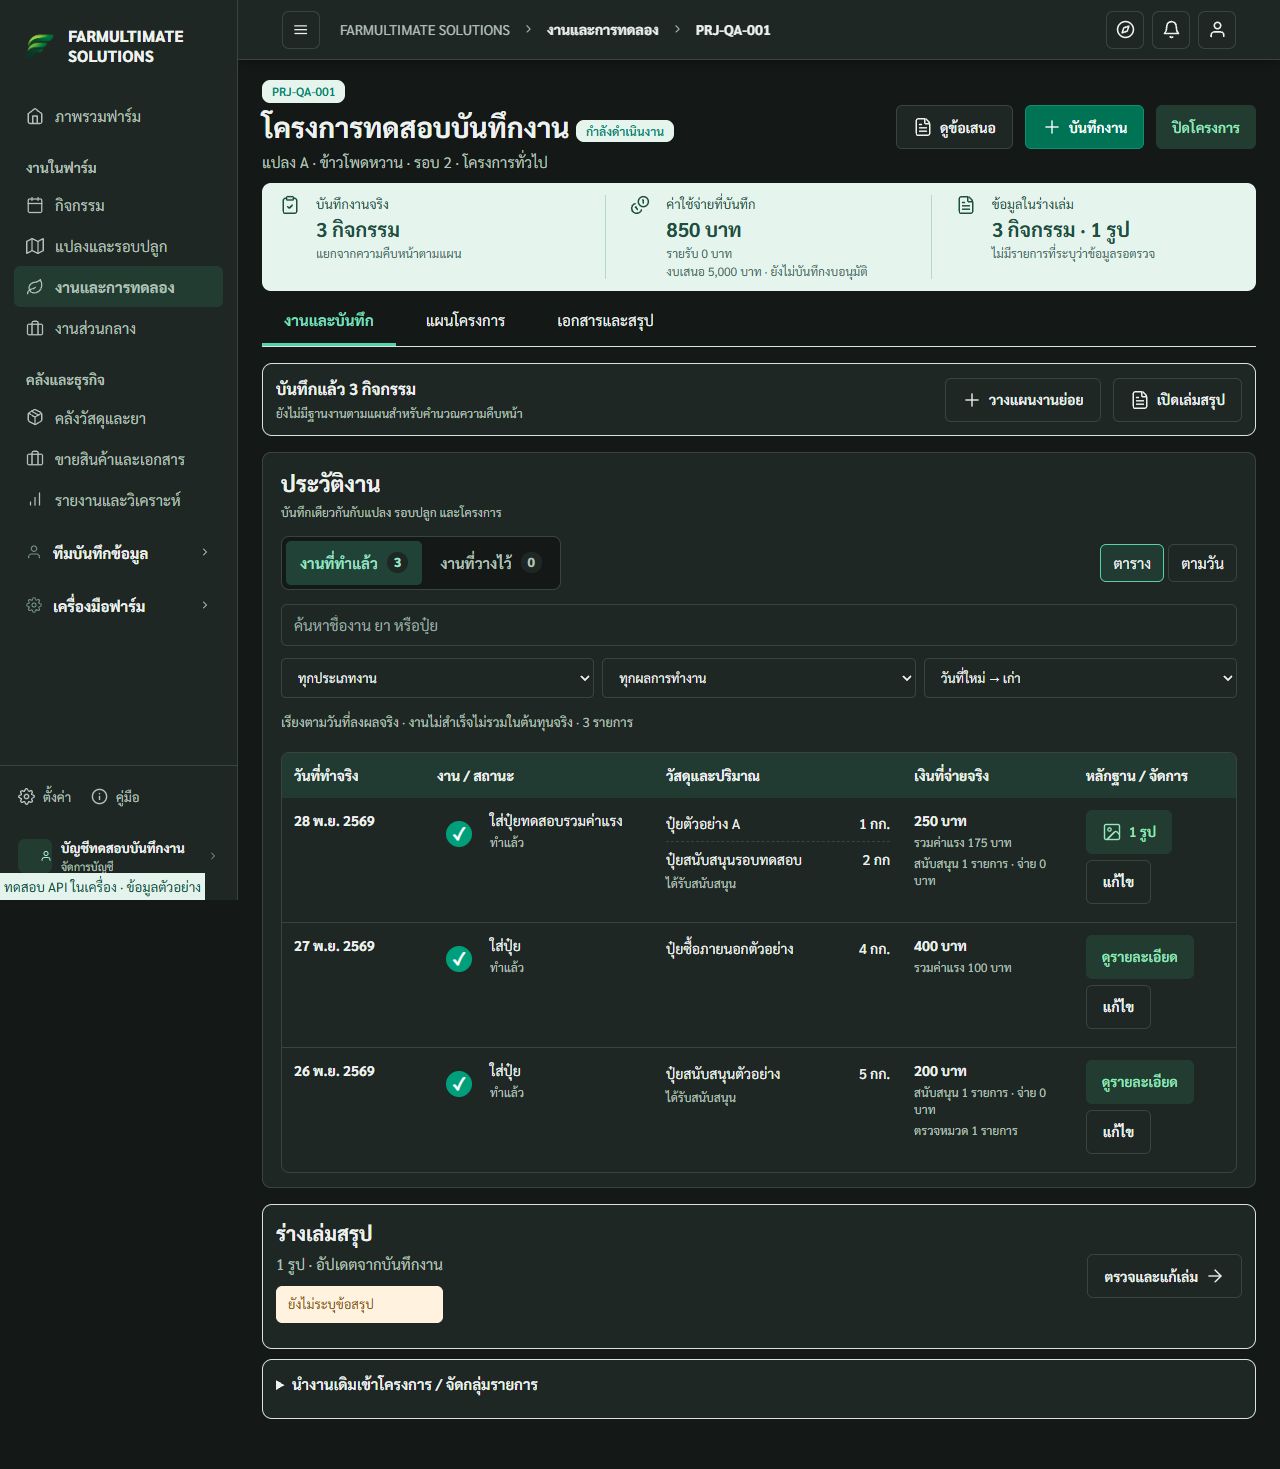 FARMULTIMATE
SOLUTIONS
ภาพรวมฟาร์ม
งานในฟาร์ม
กิจกรรม
แปลงและรอบปลูก
งานและการทดลอง
งานส่วนกลาง
คลังและธุรกิจ
คลังวัสดุและยา
ขายสินค้าและเอกสาร
รายงานและวิเคราะห์
ทีมบันทึกข้อมูล
เครื่องมือฟาร์ม
ตั้งค่า
คู่มือ
บัญชีทดสอบบันทึกงาน
จัดการบัญชี
ทดสอบ API ในเครื่อง · ข้อมูลตัวอย่าง
FARMULTIMATE SOLUTIONS > งานและการทดลอง > PRJ-QA-001
PRJ-QA-001
โครงการทดสอบบันทึกงาน กำลังดำเนินงาน
แปลง A · ข้าวโพดหวาน · รอบ 2 · โครงการทั่วไป
ดูข้อเสนอ
บันทึกงาน
ปิดโครงการ
บันทึกงานจริง
3 กิจกรรม
แยกจากความคืบหน้าตามแผน
ค่าใช้จ่ายที่บันทึก
850 บาท
รายรับ 0 บาท
งบเสนอ 5,000 บาท · ยังไม่บันทึกงบอนุมัติ
ข้อมูลในร่างเล่ม
3 กิจกรรม · 1 รูป
ไม่มีรายการที่ระบุว่าข้อมูลรอตรวจ
งานและบันทึก
แผนโครงการ
เอกสารและสรุป
บันทึกแล้ว 3 กิจกรรม
ยังไม่มีฐานงานตามแผนสำหรับคำนวณความคืบหน้า
วางแผนงานย่อย
เปิดเล่มสรุป
ประวัติงาน
บันทึกเดียวกันกับแปลง รอบปลูก และโครงการ
งานที่ทำแล้ว 3
งานที่วางไว้ 0
ตาราง
ตามวัน
ค้นหาชื่องาน ยา หรือปุ๋ย
ทุกประเภทงาน
ทุกผลการทำงาน
วันที่ใหม่ → เก่า
เรียงตามวันที่ลงผลจริง · งานไม่สำเร็จไม่รวมในต้นทุนจริง · 3 รายการ
วันที่ทำจริง
งาน / สถานะ
วัสดุและปริมาณ
เงินที่จ่ายจริง
หลักฐาน / จัดการ
28 พ.ย. 2569
ใส่ปุ๋ยทดสอบรวมค่าแรง
ทำแล้ว
ปุ๋ยตัวอย่าง A 1 กก.
ปุ๋ยสนับสนุนรอบทดสอบ 2 กก
ได้รับสนับสนุน
250 บาท
รวมค่าแรง 175 บาท
สนับสนุน 1 รายการ · จ่าย 0
บาท
1 รูป
แก้ไข
27 พ.ย. 2569
ใส่ปุ๋ย
ทำแล้ว
ปุ๋ยซื้อภายนอกตัวอย่าง 4 กก.
400 บาท
รวมค่าแรง 100 บาท
ดูรายละเอียด
แก้ไข
26 พ.ย. 2569
ใส่ปุ๋ย
ทำแล้ว
ปุ๋ยสนับสนุนตัวอย่าง 5 กก.
ได้รับสนับสนุน
200 บาท
สนับสนุน 1 รายการ · จ่าย 0
บาท
ตรวจหมวด 1 รายการ
ดูรายละเอียด
แก้ไข
ร่างเล่มสรุป
1 รูป · อัปเดตจากบันทึกงาน
ยังไม่ระบุข้อสรุป
ตรวจและแก้เล่ม →
นำงานเดิมเข้าโครงการ / จัดกลุ่มรายการ